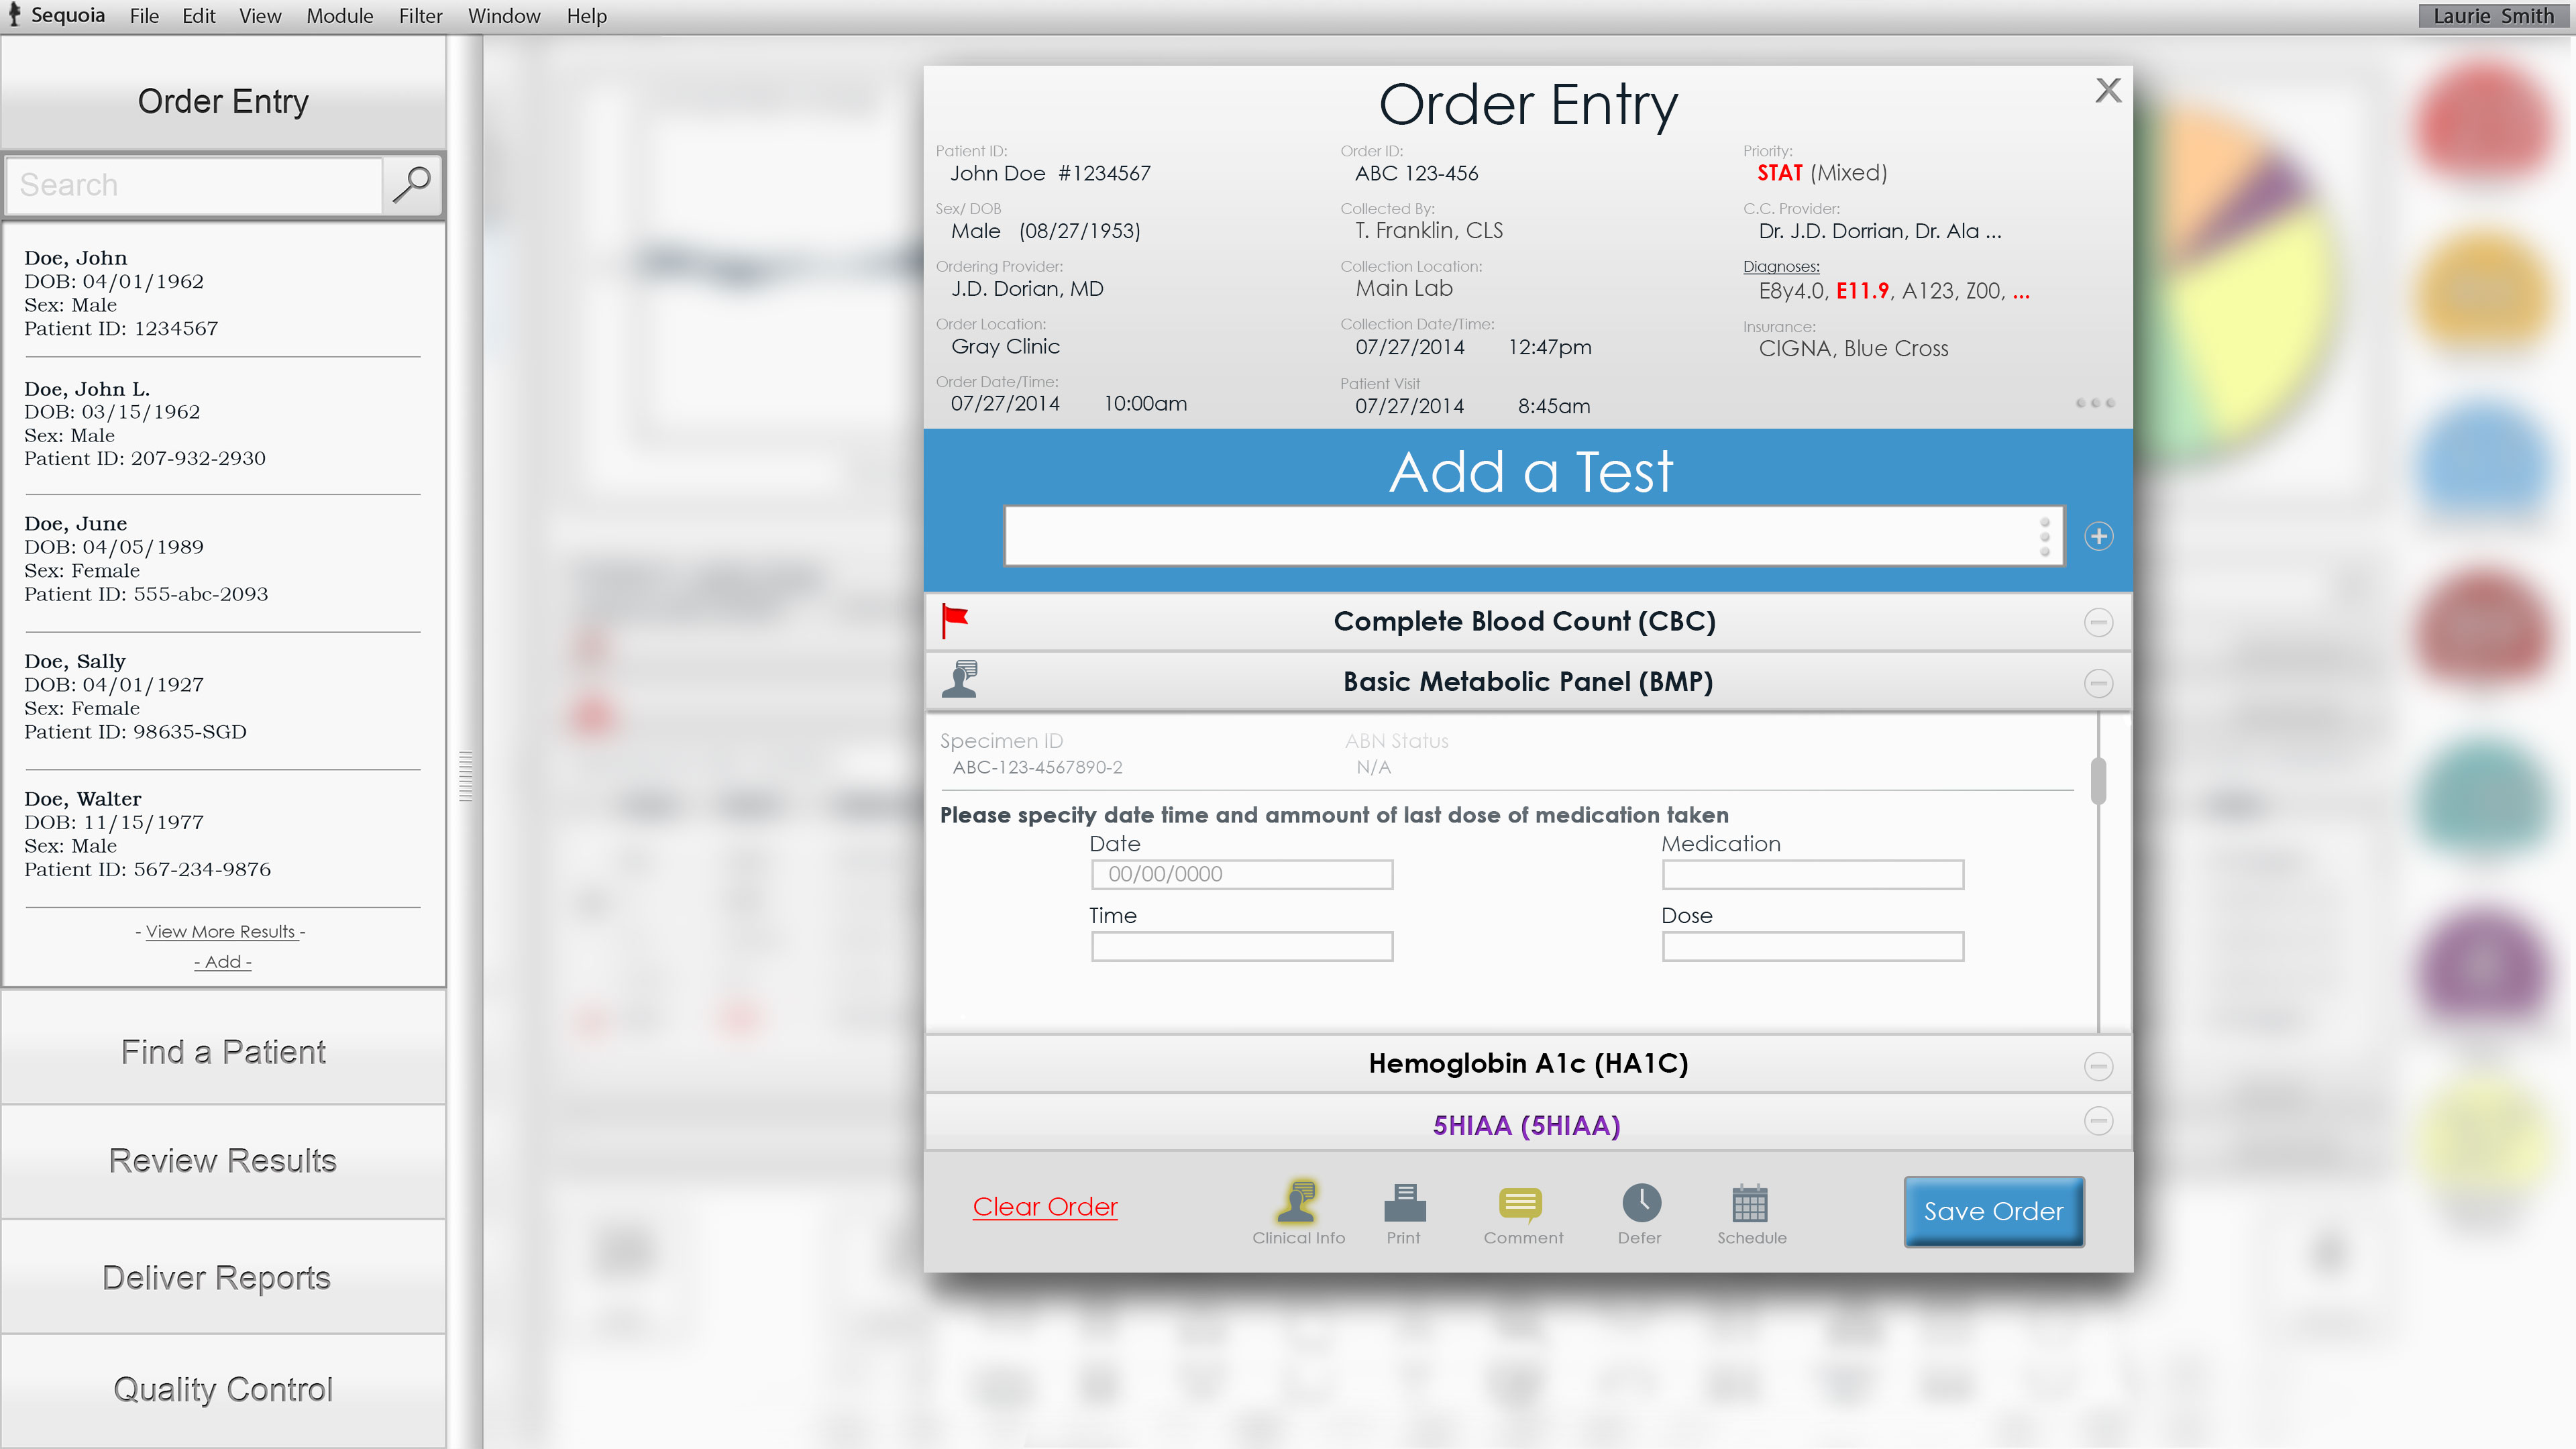 Sequoia File Edit View Module Filter Window Help
Laurie Smith
Order Entry
Search
Doe, John
DOB: 04/01/1962
Sex: Male
Patient ID: 1234567
Doe, John L.
DOB: 03/15/1962
Sex: Male
Patient ID: 207-932-2930
Doe, June
DOB: 04/05/1989
Sex: Female
Patient ID: 555-abc-2093
Doe, Sally
DOB: 04/01/1927
Sex: Female
Patient ID: 98635-SGD
Doe, Walter
DOB: 11/15/1977
Sex: Male
Patient ID: 567-234-9876
- View More Results -
- Add -
Find a Patient
Review Results
Deliver Reports
Quality Control
Order Entry
X
Patient ID:
John Doe #1234567
Sex/ DOB
Male (08/27/1953)
Ordering Provider:
J.D. Dorian, MD
Order Location:
Gray Clinic
Order Date/Time:
07/27/2014 10:00am
Order ID:
ABC 123-456
Collected By:
T. Franklin, CLS
Collection Location:
Main Lab
Collection Date/Time:
07/27/2014 12:47pm
Patient Visit
07/27/2014 8:45am
Priority:
STAT (Mixed)
C.C. Provider:
Dr. J.D. Dorrian, Dr. Ala ...
Diagnoses:
E8y4.0, E11.9, A123, Z00, ...
Insurance:
CIGNA, Blue Cross
Add a Test
Complete Blood Count (CBC)
Basic Metabolic Panel (BMP)
Specimen ID
ABC-123-4567890-2
ABN Status
N/A
Please specify date time and ammount of last dose of medication taken
Date
00/00/0000
Medication
Time
Dose
Hemoglobin A1c (HA1C)
5HIAA (5HIAA)
Clear Order
Clinical Info
Print
Comment
Defer
Schedule
Save Order